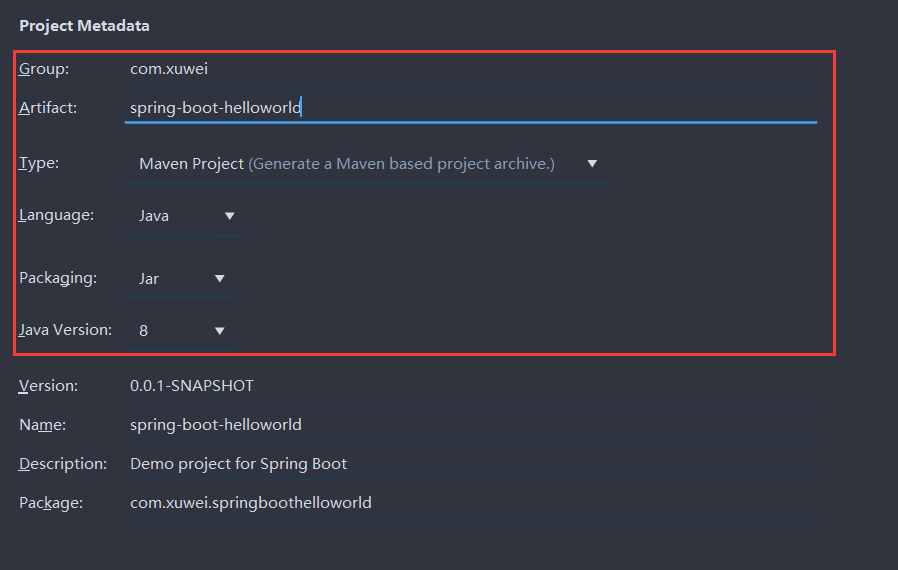 Project Metadata
Group: com.xuwei
Artifact: spring-boot-helloworld
Type: Maven Project (Generate a Maven based project archive.)
Language: Java
Packaging: Jar
Java Version: 8
Version: 0.0.1-SNAPSHOT
Name: spring-boot-helloworld
Description: Demo project for Spring Boot
Package: com.xuwei.springboothelloworld